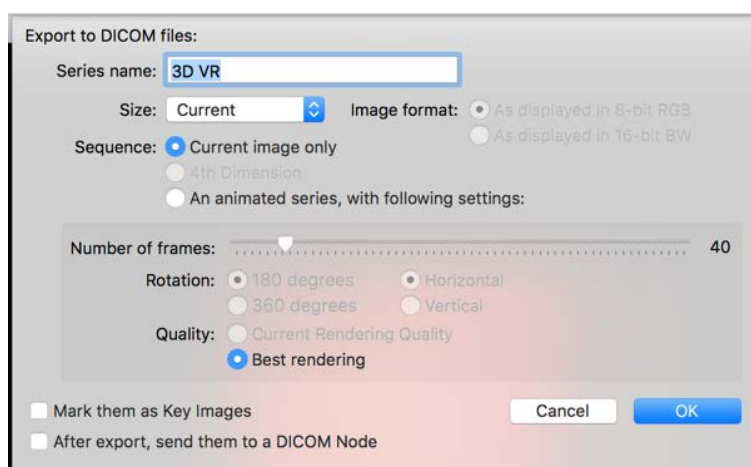 Export to DICOM files:
Series name: 3D VR
Size: Current Image format: As displayed in 8-bit RGB
As displayed in 16-bit BW
Sequence: Current image only
4th Dimension
An animated series, with following settings:
Number of frames: 40
Rotation: 180 degrees Horizontal
360 degrees Vertical
Quality: Current Rendering Quality
Best rendering
Mark them as Key Images Cancel OK
After export, send them to a DICOM Node